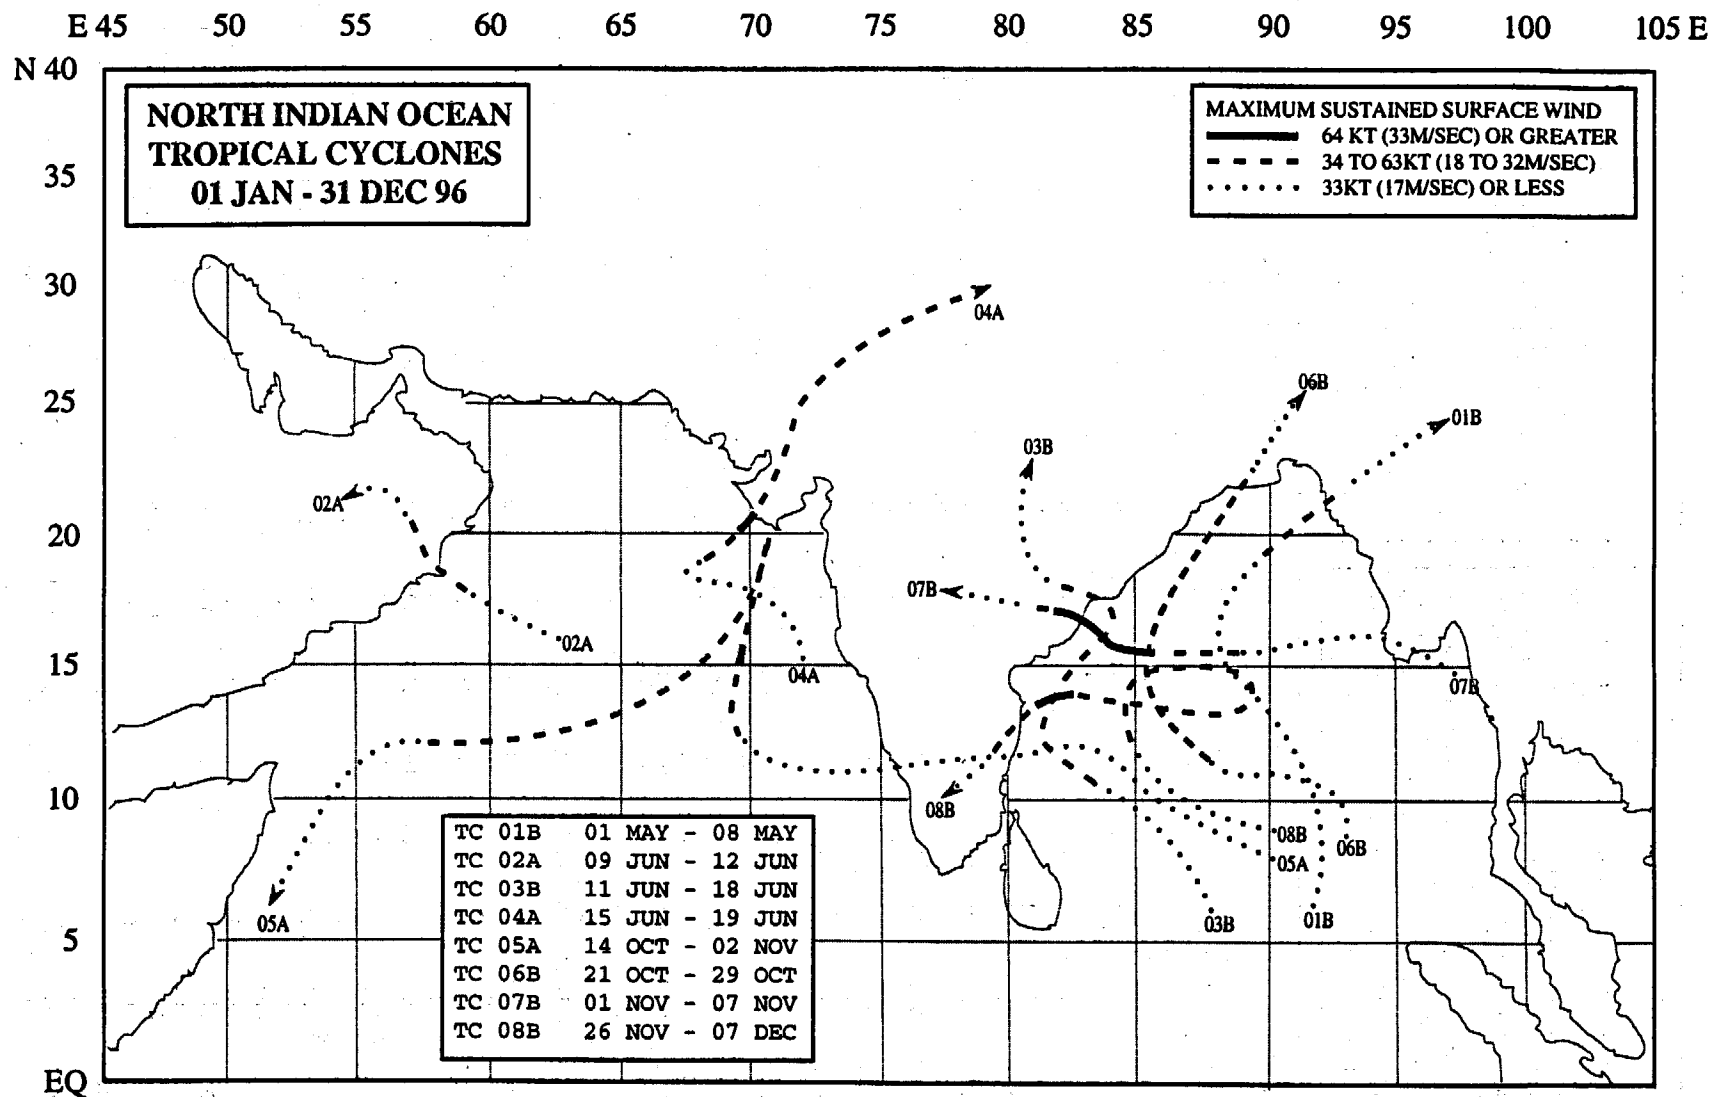 E 45 50 55 60 65 70 75 80 85 90 95 100 105 E
N 40
NORTH INDIAN OCEAN
TROPICAL CYCLONES
01 JAN - 31 DEC 96
MAXIMUM SUSTAINED SURFACE WIND
64 KT (33M/SEC) OR GREATER
34 TO 63KT (18 TO 32M/SEC)
33KT (17M/SEC) OR LESS
35
30
04A
25
06B
01B
03B
02A
20
07B
02A
15
04A
07B
10
08B
08B
06B
05A
05A
03B
01B
5
TC 01B 01 MAY - 08 MAY
TC 02A 09 JUN - 12 JUN
TC 03B 11 JUN - 18 JUN
TC 04A 15 JUN - 19 JUN
TC 05A 14 OCT - 02 NOV
TC 06B 21 OCT - 29 OCT
TC 07B 01 NOV - 07 NOV
TC 08B 26 NOV - 07 DEC
EQ